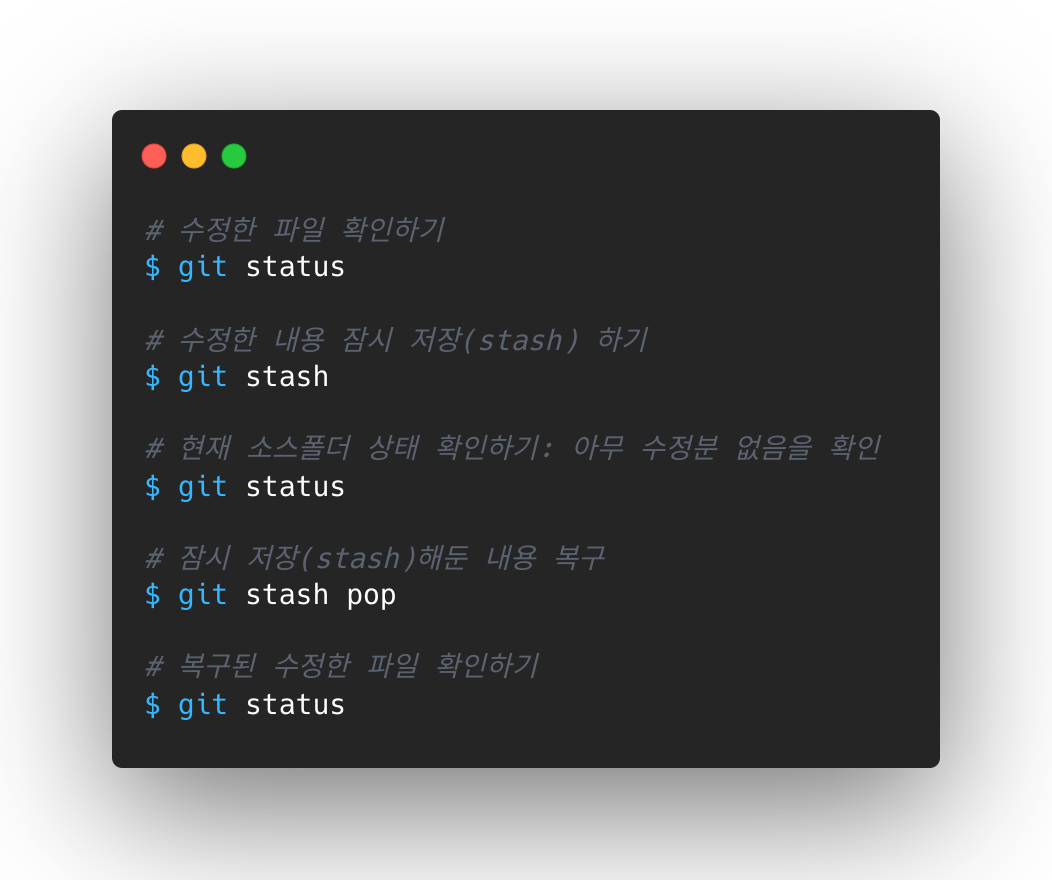 # 수정한 파일 확인하기
$ git status
# 수정한 내용 잠시 저장(stash) 하기
$ git stash
# 현재 소스폴더 상태 확인하기: 아무 수정분 없음을 확인
$ git status
# 잠시 저장(stash)해둔 내용 복구
$ git stash pop
# 복구된 수정한 파일 확인하기
$ git status